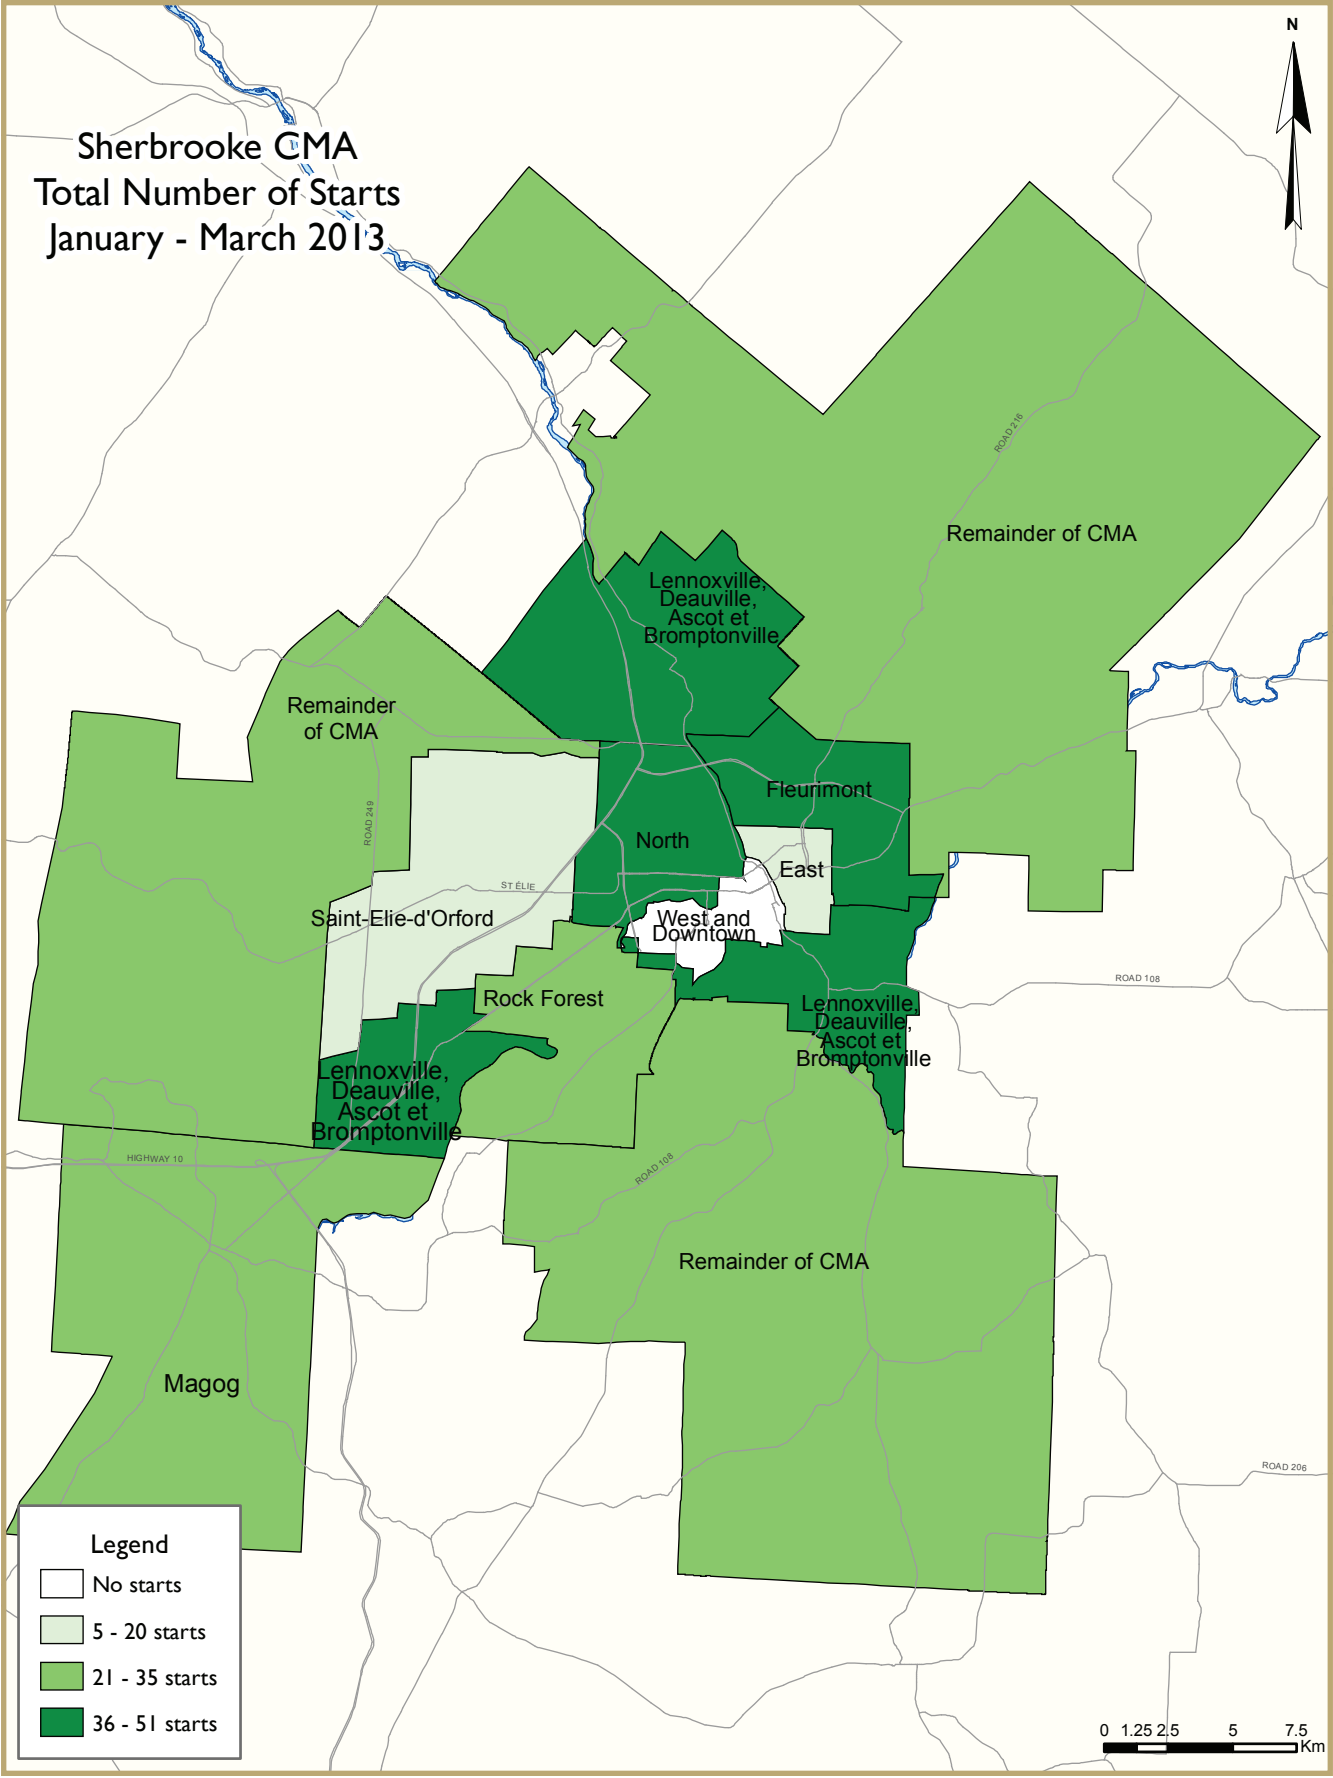 N
Sherbrooke CMA
Total Number of Starts
January - March 2013
ROAD 216
Remainder of CMA
Lennoxville,
Deauville,
Ascot et
Bromptonville
Remainder
of CMA
Fleurimont
ROAD 249
North
East
ST ÉLIE
Saint-Elie-d'Orford
West and
Downtown
ROAD 108
Rock Forest
Lennoxville,
Deauville,
Ascot et
Bromptonville
Lennoxville,
Deauville,
Ascot et
Bromptonville
HIGHWAY 10
ROAD 108
Remainder of CMA
Magog
ROAD 206
Legend
No starts
5 - 20 starts
21 - 35 starts
36 - 51 starts
0 1.25 2.5 5 7.5
Km